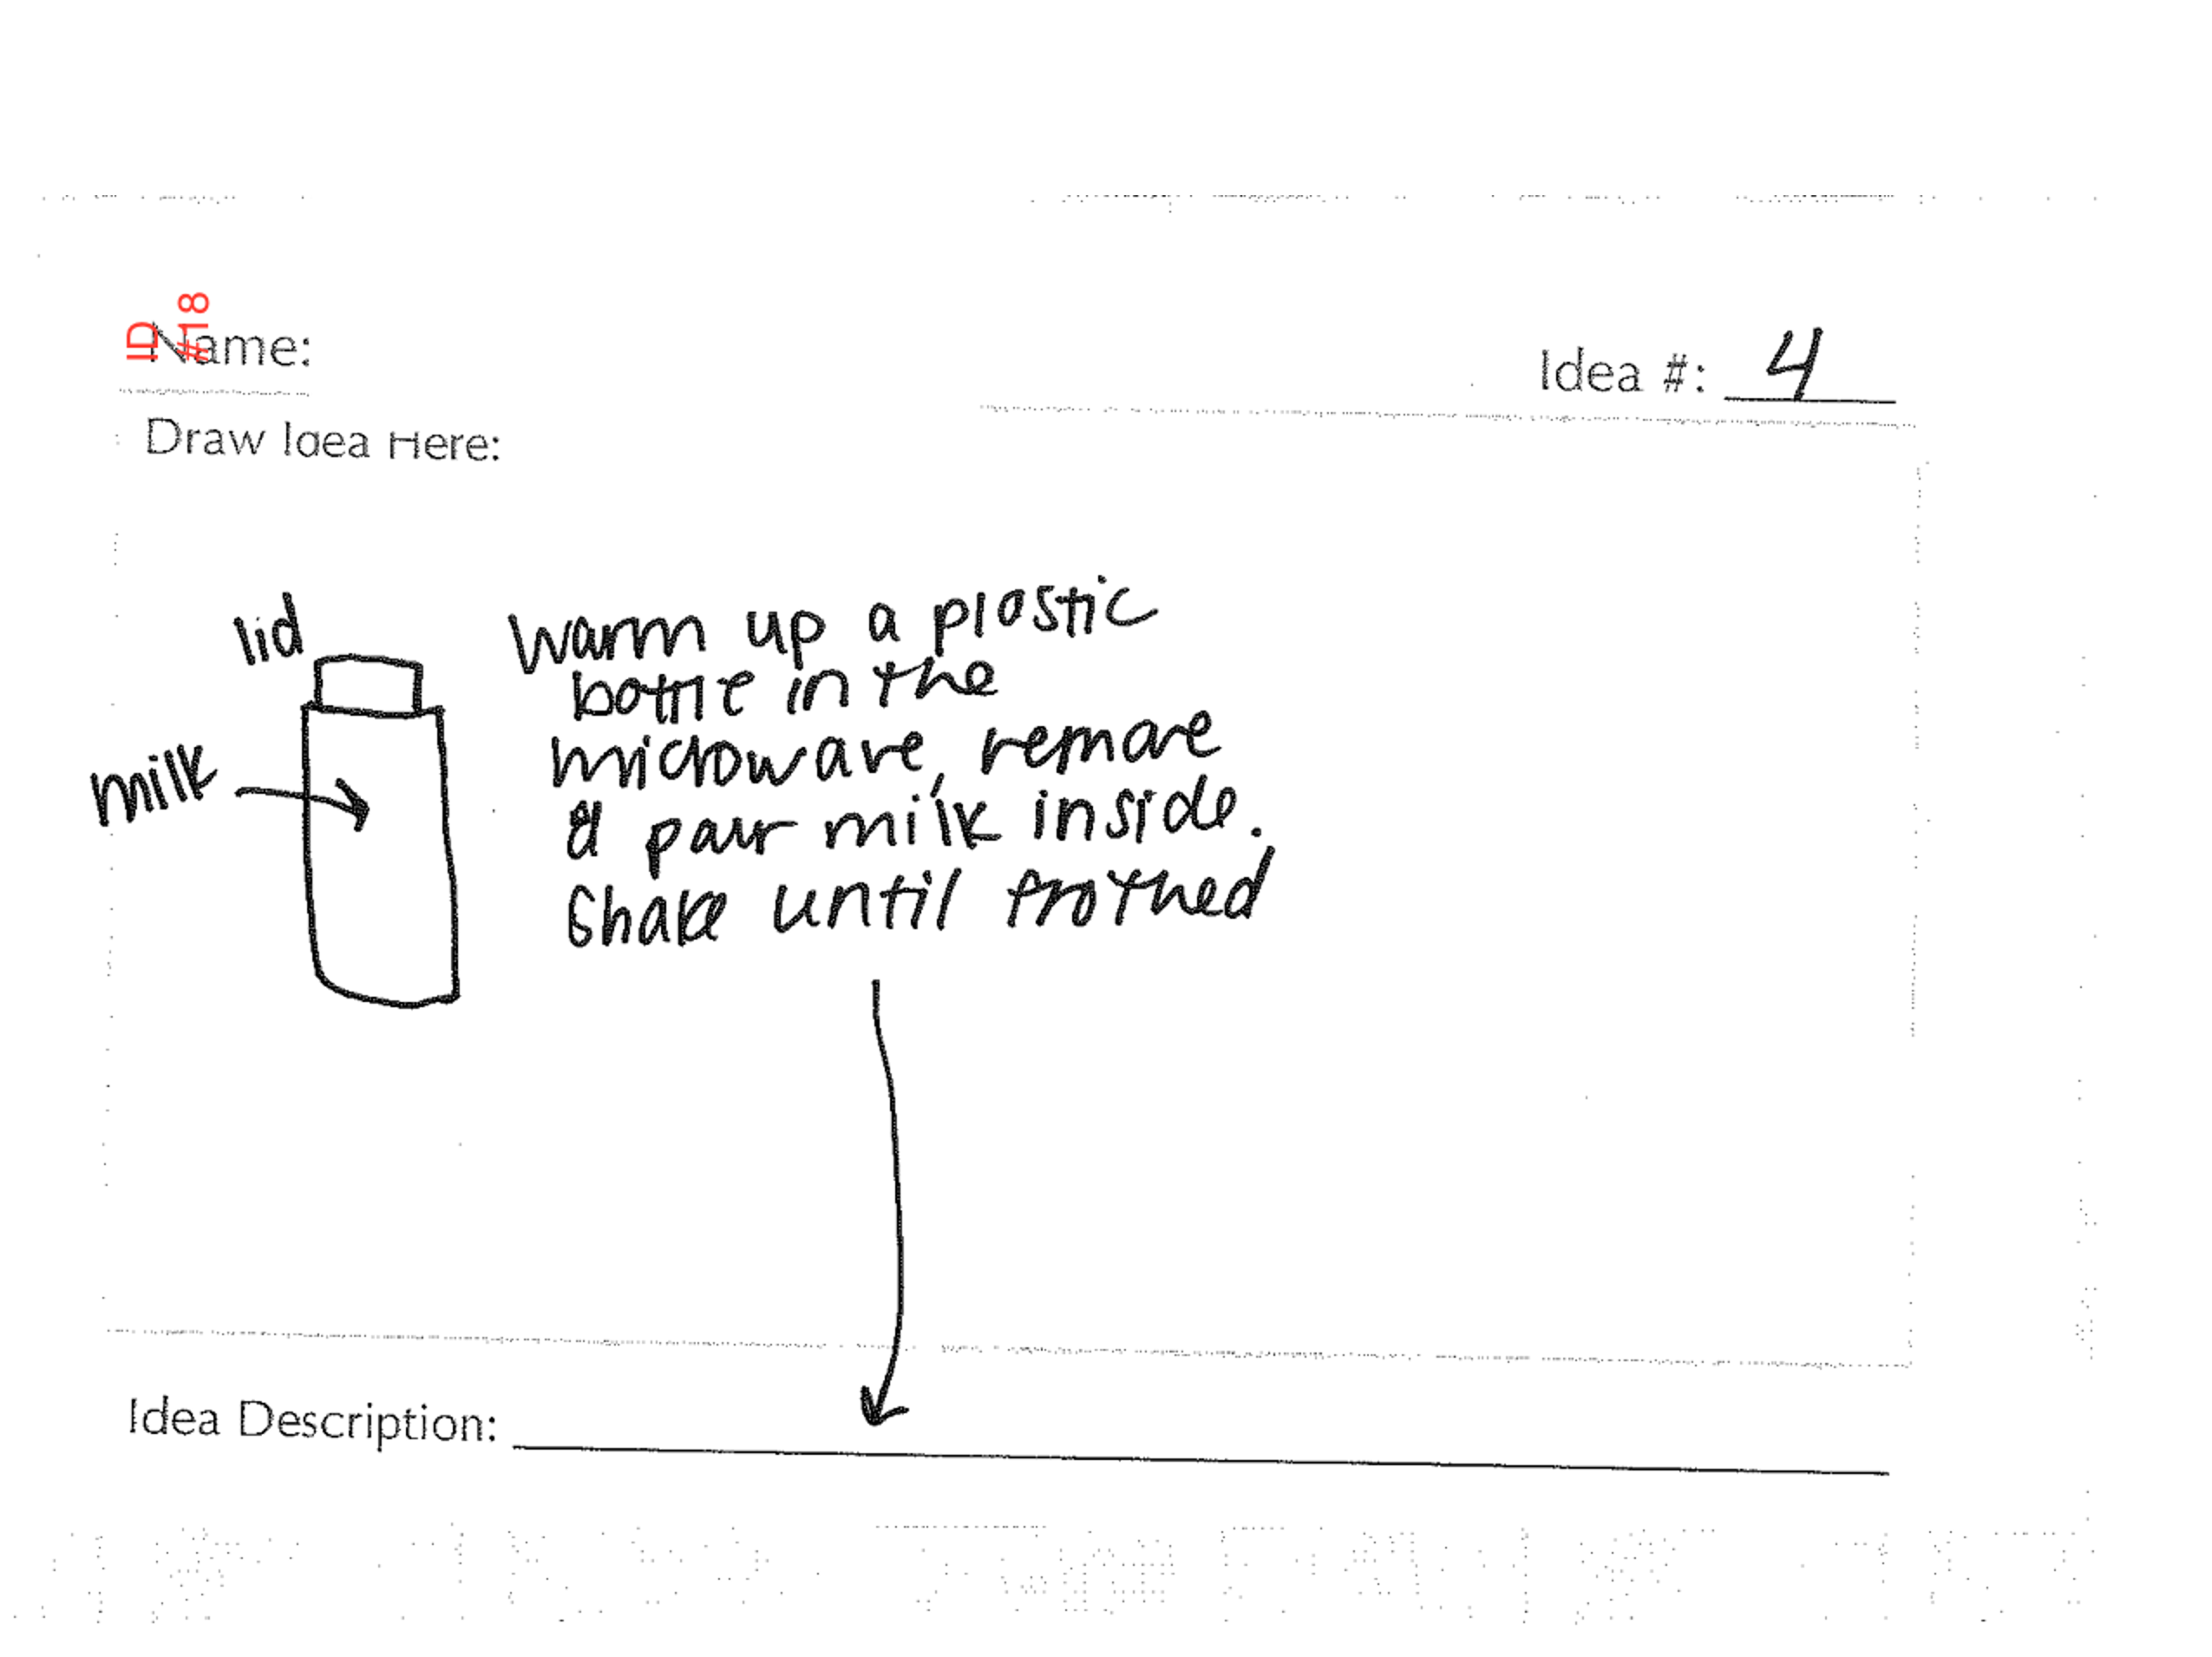 ID
#18
Name:
Idea #: 4
Draw Idea Here:
lid
milk
warm up a plastic
bottle in the
microwave, remove
& pour milk inside.
Shake until frothed
Idea Description: